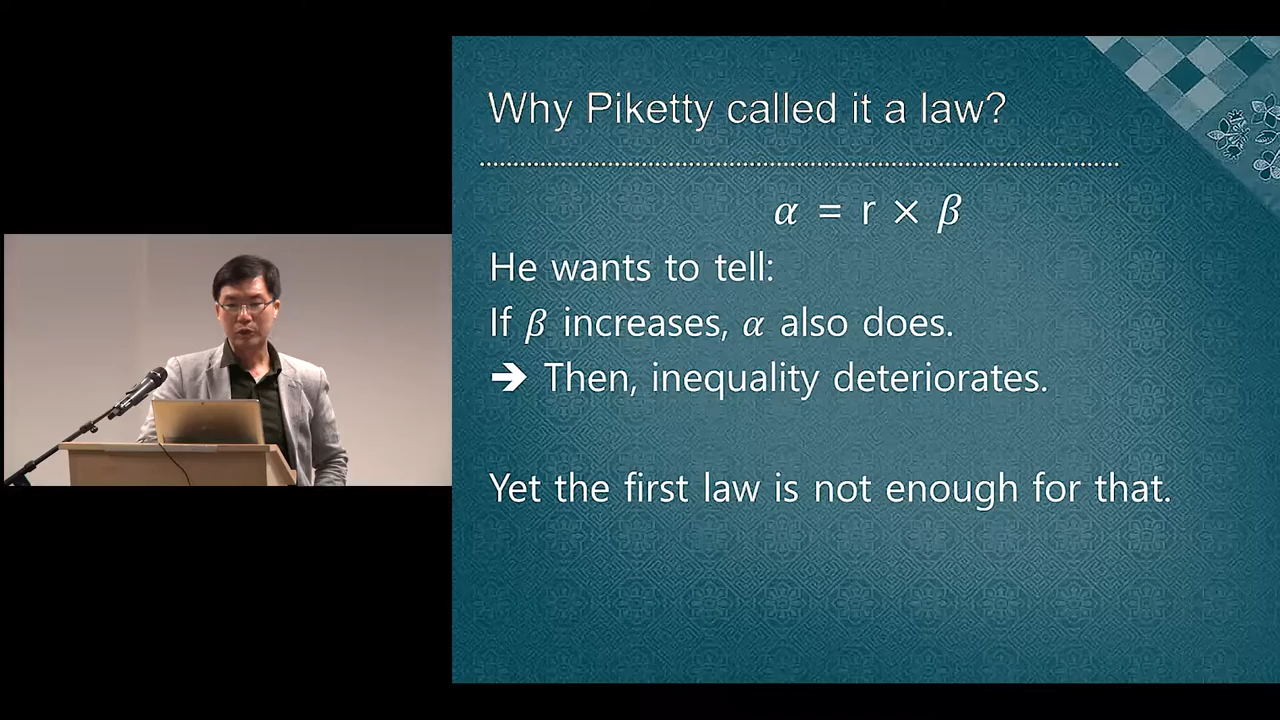 Why Piketty called it a law?
𝛼 = r × 𝛽
He wants to tell:
If 𝛽 increases, 𝛼 also does.
➔ Then, inequality deteriorates.
Yet the first law is not enough for that.